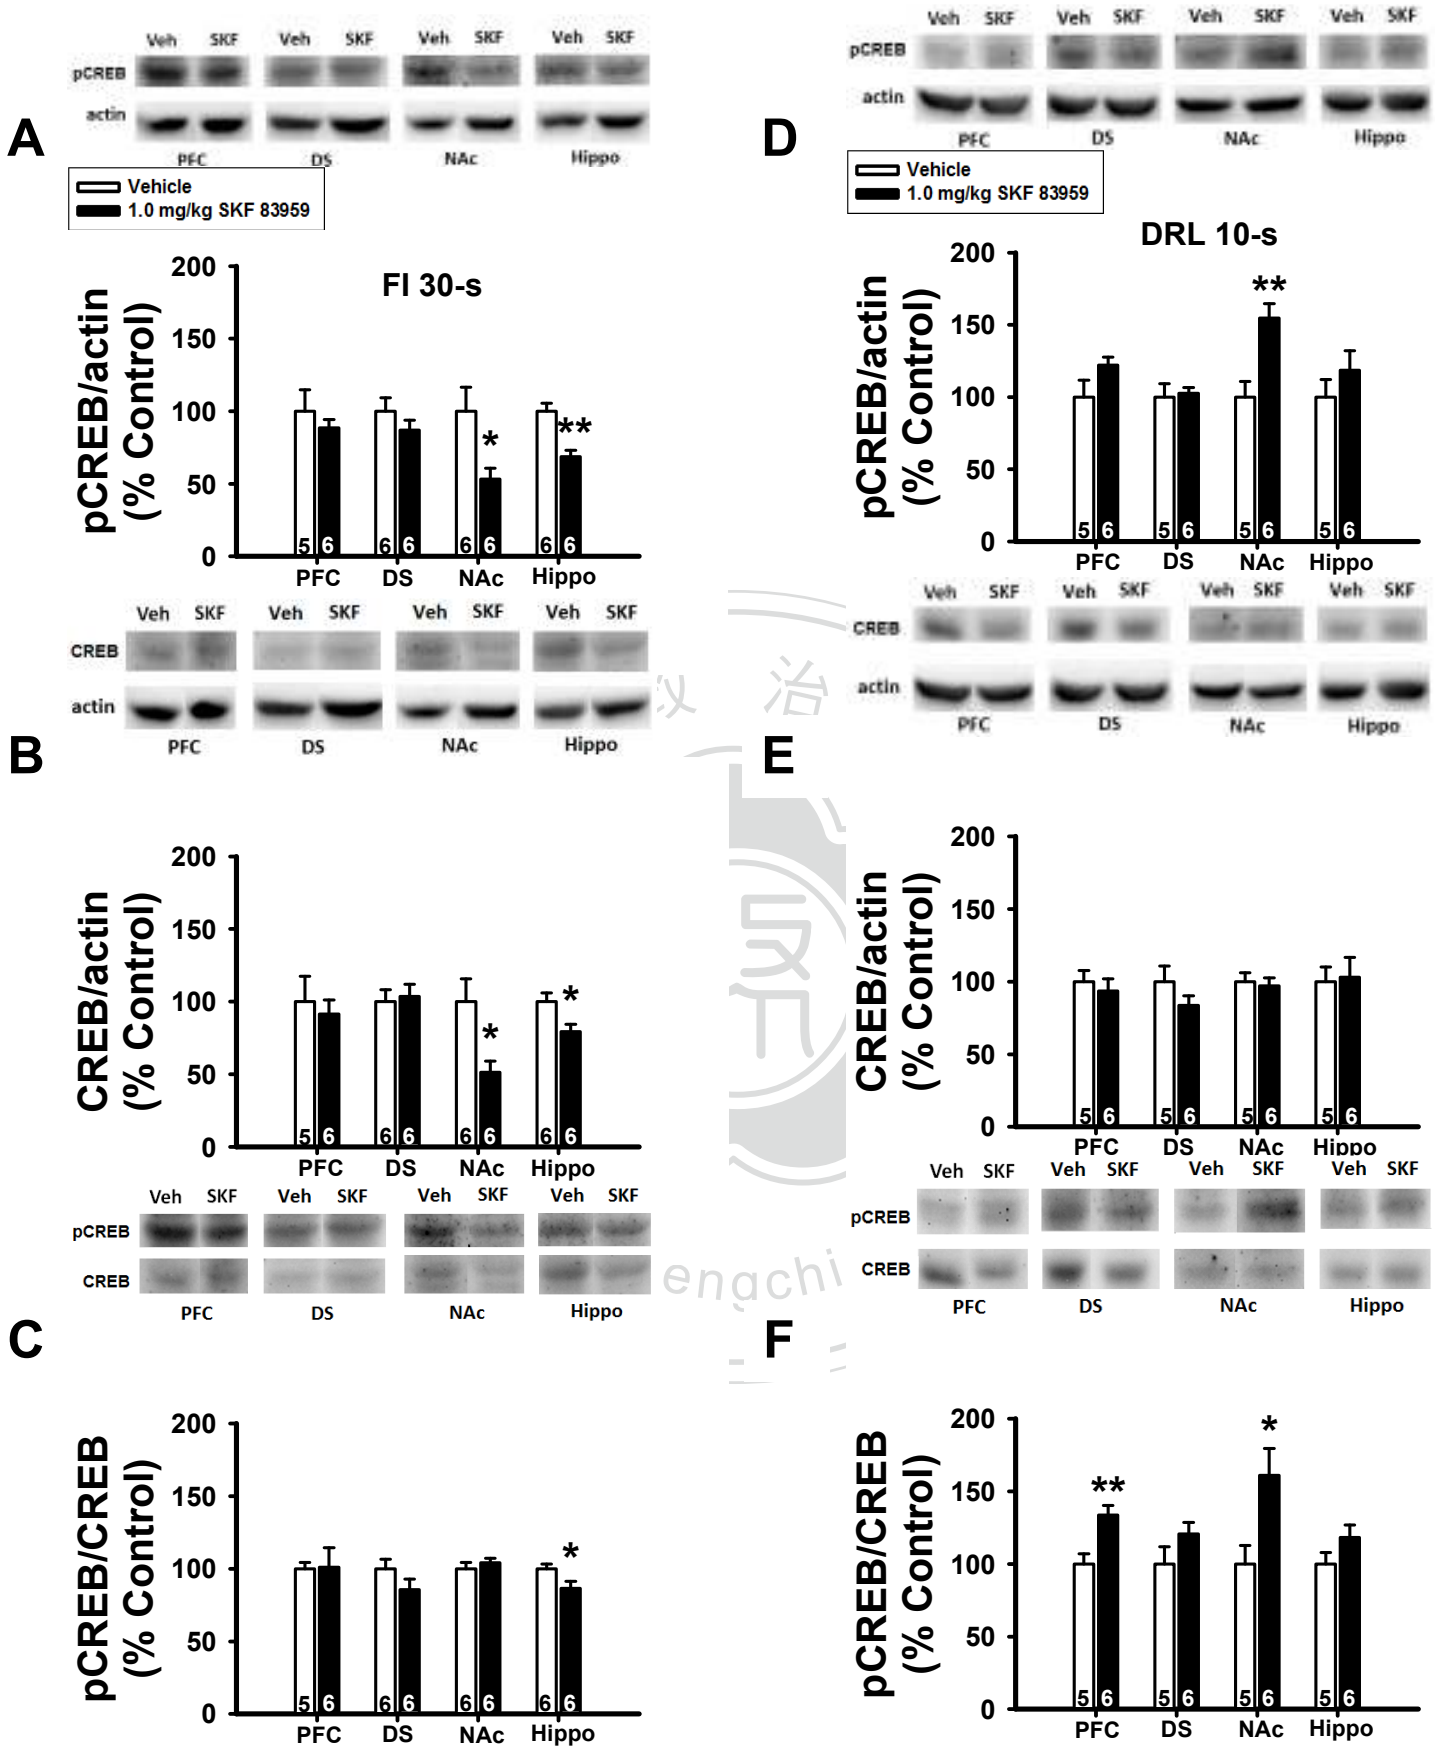 Veh SKF Veh SKF Veh SKF Veh SKF
pCREB
actin
A
PFC DS NAc Hippo
Vehicle
1.0 mg/kg SKF 83959
FI 30-s
pCREB/actin
(% Control)
200
150
100
50
0
* **
5 6 6 6 6 6 6 6
PFC DS NAc Hippo
Veh SKF Veh SKF Veh SKF Veh SKF
CREB
actin
PFC DS NAc Hippo
B
CREB/actin
(% Control)
200
150
100
50
0
* *
5 6 6 6 6 6 6 6
PFC DS NAc Hippo
Veh SKF Veh SKF Veh SKF Veh SKF
pCREB
CREB
PFC DS NAc Hippo
C
pCREB/CREB
(% Control)
200
150
100
50
0
*
5 6 6 6 6 6 6 6
PFC DS NAc Hippo
Veh SKF Veh SKF Veh SKF Veh SKF
pCREB
actin
D
PFC DS NAc Hippo
Vehicle
1.0 mg/kg SKF 83959
DRL 10-s
pCREB/actin
(% Control)
200
150
100
50
0
**
5 6 5 6 5 6 5 6
PFC DS NAc Hippo
Veh SKF Veh SKF Veh SKF Veh SKF
CREB
actin
PFC DS NAc Hippo
E
CREB/actin
(% Control)
200
150
100
50
0
5 6 5 6 5 6 5 6
PFC DS NAc Hippo
Veh SKF Veh SKF Veh SKF Veh SKF
pCREB
CREB
PFC DS NAc Hippo
F
pCREB/CREB
(% Control)
200
150
100
50
0
** *
5 6 5 6 5 6 5 6
PFC DS NAc Hippo
治
engchi